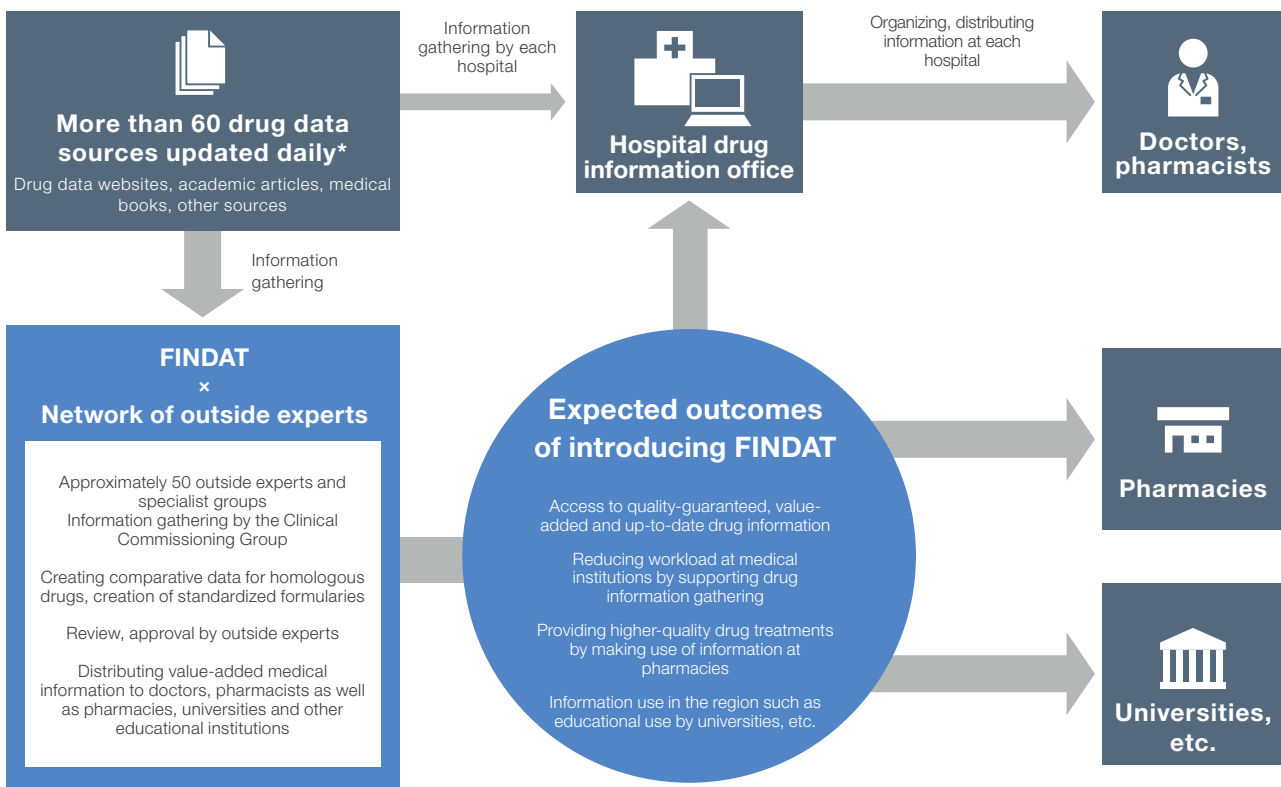 More than 60 drug data
sources updated daily*
Drug data websites, academic articles, medical
books, other sources
Information
gathering by each
hospital
Hospital drug
information office
Organizing, distributing
information at each
hospital
Doctors,
pharmacists
Information
gathering
FINDAT
×
Network of outside experts
Approximately 50 outside experts and
specialist groups
Information gathering by the Clinical
Commissioning Group
Creating comparative data for homologous
drugs, creation of standardized formularies
Review, approval by outside experts
Distributing value-added medical
information to doctors, pharmacists as well
as pharmacies, universities and other
educational institutions
Expected outcomes
of introducing FINDAT
Access to quality-guaranteed, value-
added and up-to-date drug information
Reducing workload at medical
institutions by supporting drug
information gathering
Providing higher-quality drug treatments
by making use of information at
pharmacies
Information use in the region such as
educational use by universities, etc.
Pharmacies
Universities,
etc.